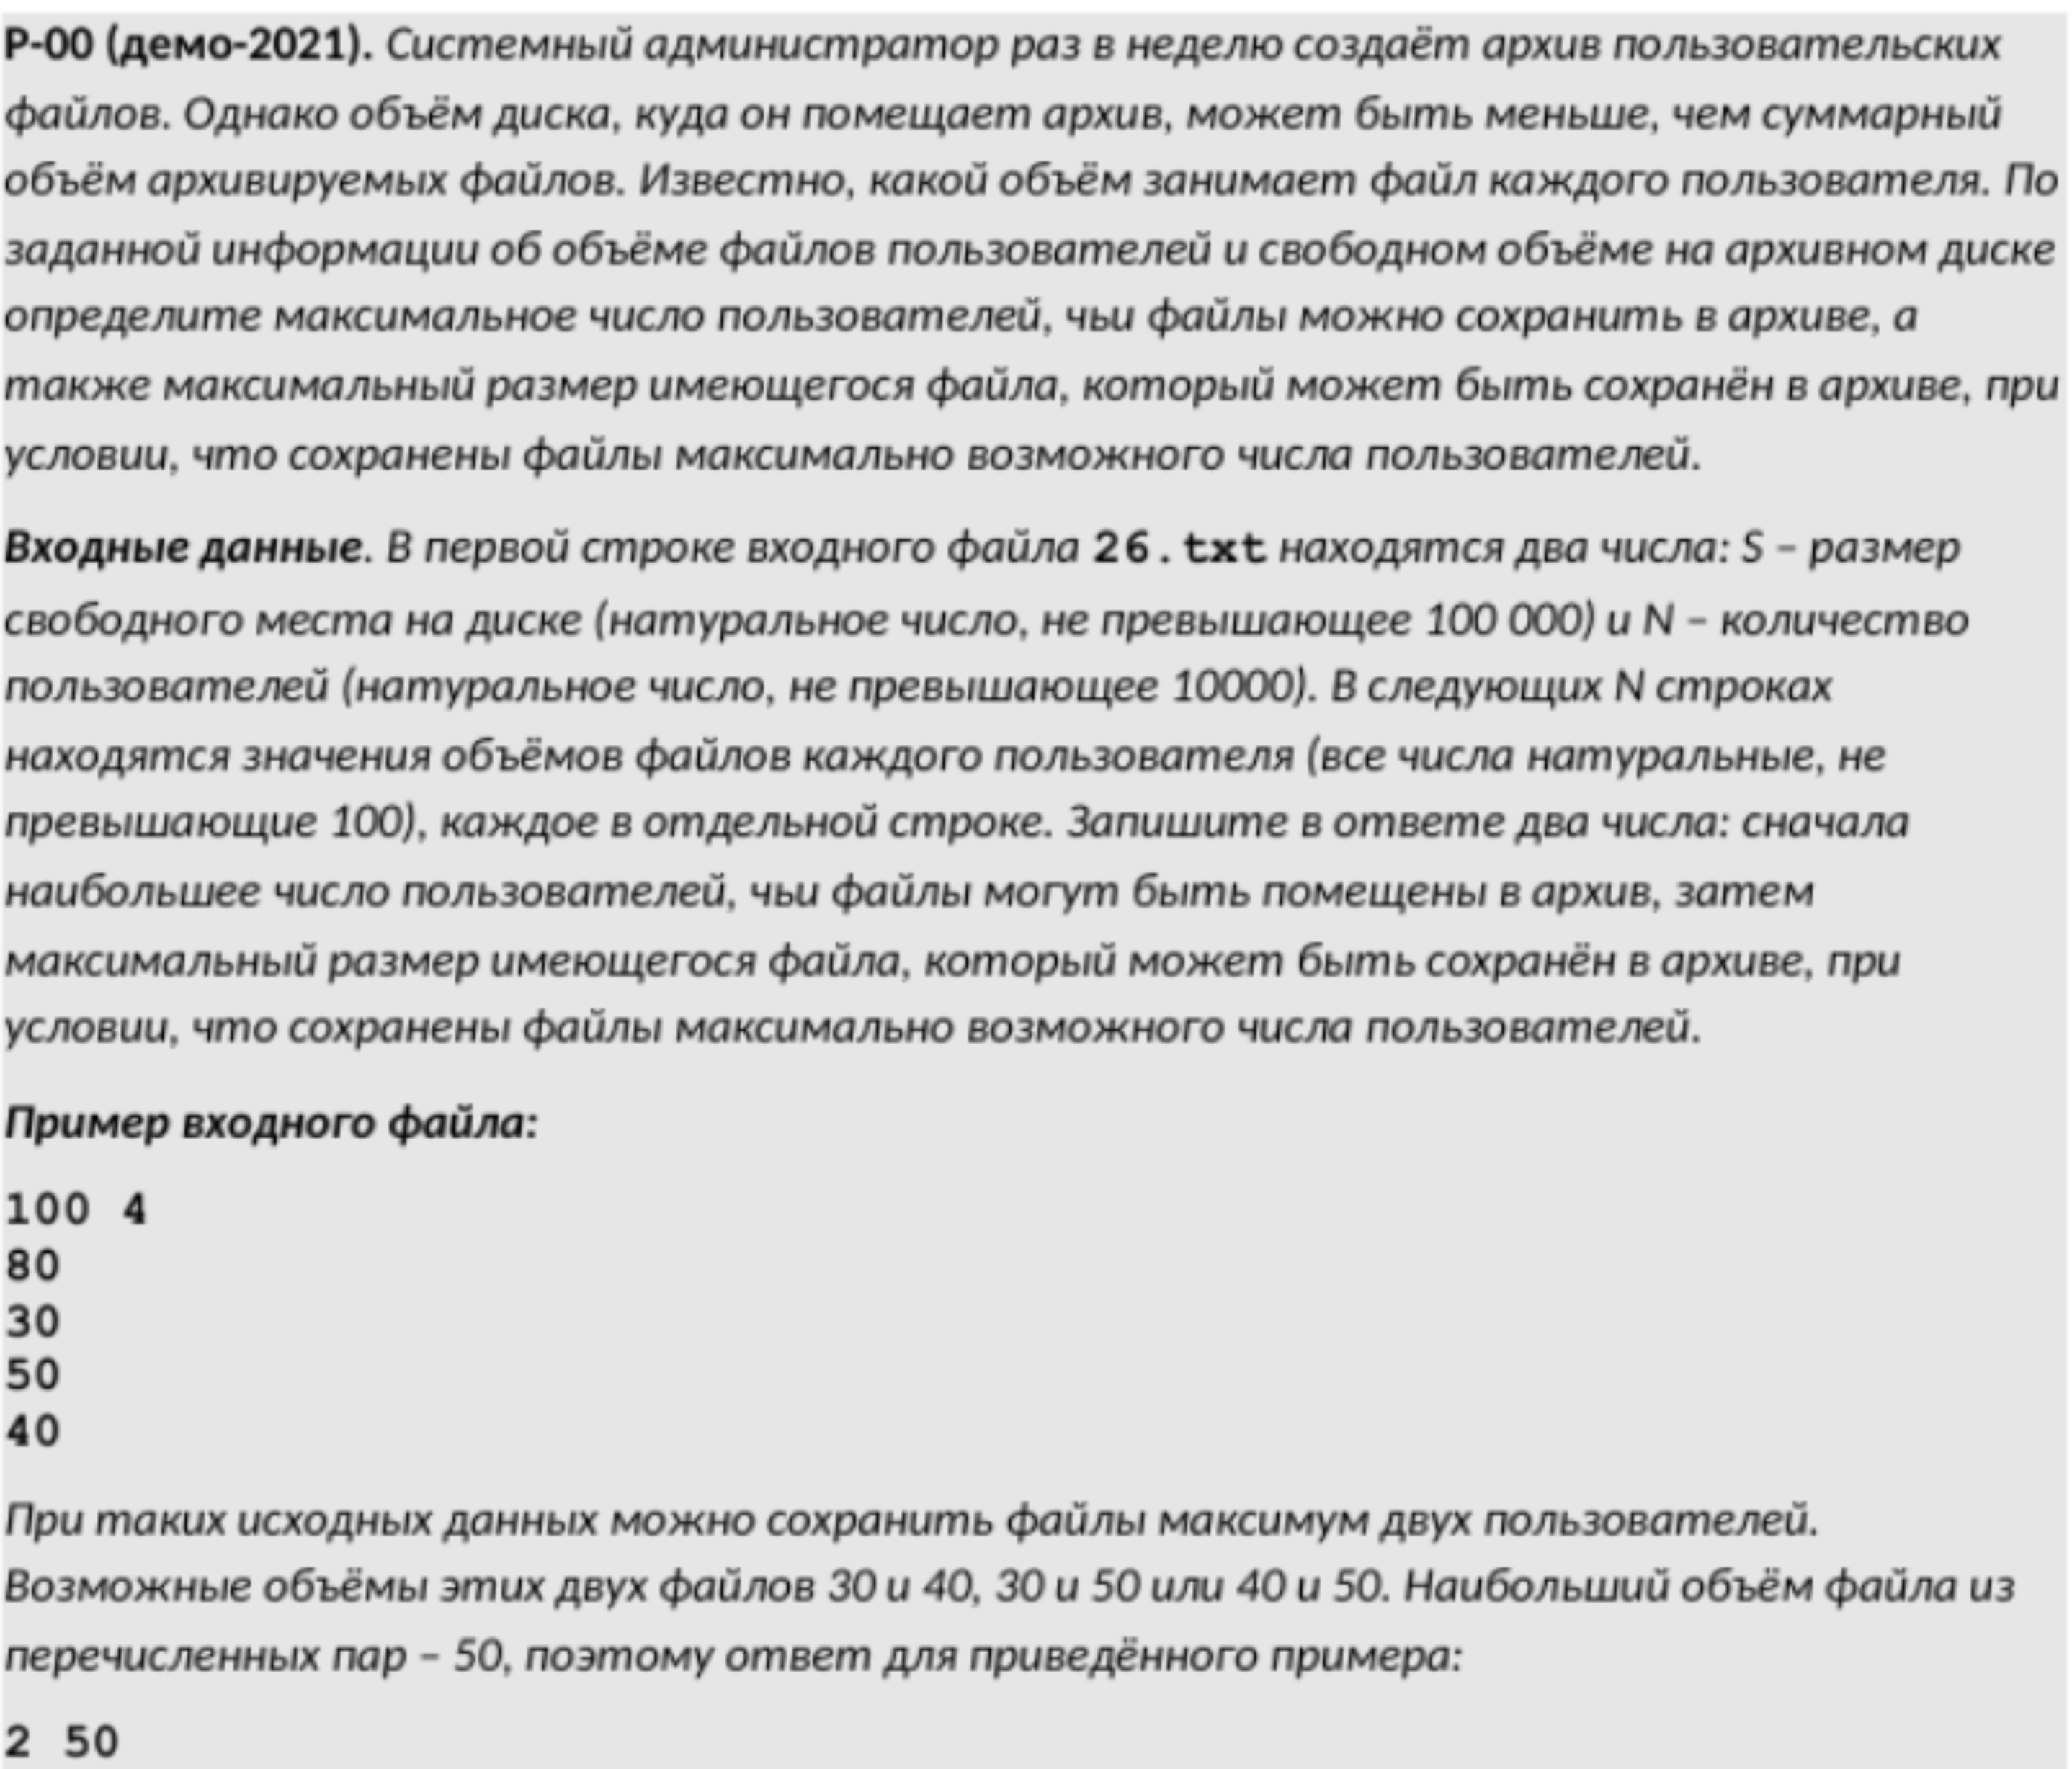 Р-00 (демо-2021). Системный администратор раз в неделю создаёт архив пользовательских
файлов. Однако объём диска, куда он помещает архив, может быть меньше, чем суммарный
объём архивируемых файлов. Известно, какой объём занимает файл каждого пользователя. По
заданной информации об объёме файлов пользователей и свободном объёме на архивном диске
определите максимальное число пользователей, чьи файлы можно сохранить в архиве, а
также максимальный размер имеющегося файла, который может быть сохранён в архиве, при
условии, что сохранены файлы максимально возможного числа пользователей.
Входные данные. В первой строке входного файла 26.txt находятся два числа: S – размер
свободного места на диске (натуральное число, не превышающее 100 000) и N – количество
пользователей (натуральное число, не превышающее 10000). В следующих N строках
находятся значения объёмов файлов каждого пользователя (все числа натуральные, не
превышающие 100), каждое в отдельной строке. Запишите в ответе два числа: сначала
наибольшее число пользователей, чьи файлы могут быть помещены в архив, затем
максимальный размер имеющегося файла, который может быть сохранён в архиве, при
условии, что сохранены файлы максимально возможного числа пользователей.
Пример входного файла:
100 4
80
30
50
40
При таких исходных данных можно сохранить файлы максимум двух пользователей.
Возможные объёмы этих двух файлов 30 и 40, 30 и 50 или 40 и 50. Наибольший объём файла из
перечисленных пар – 50, поэтому ответ для приведённого примера:
2 50